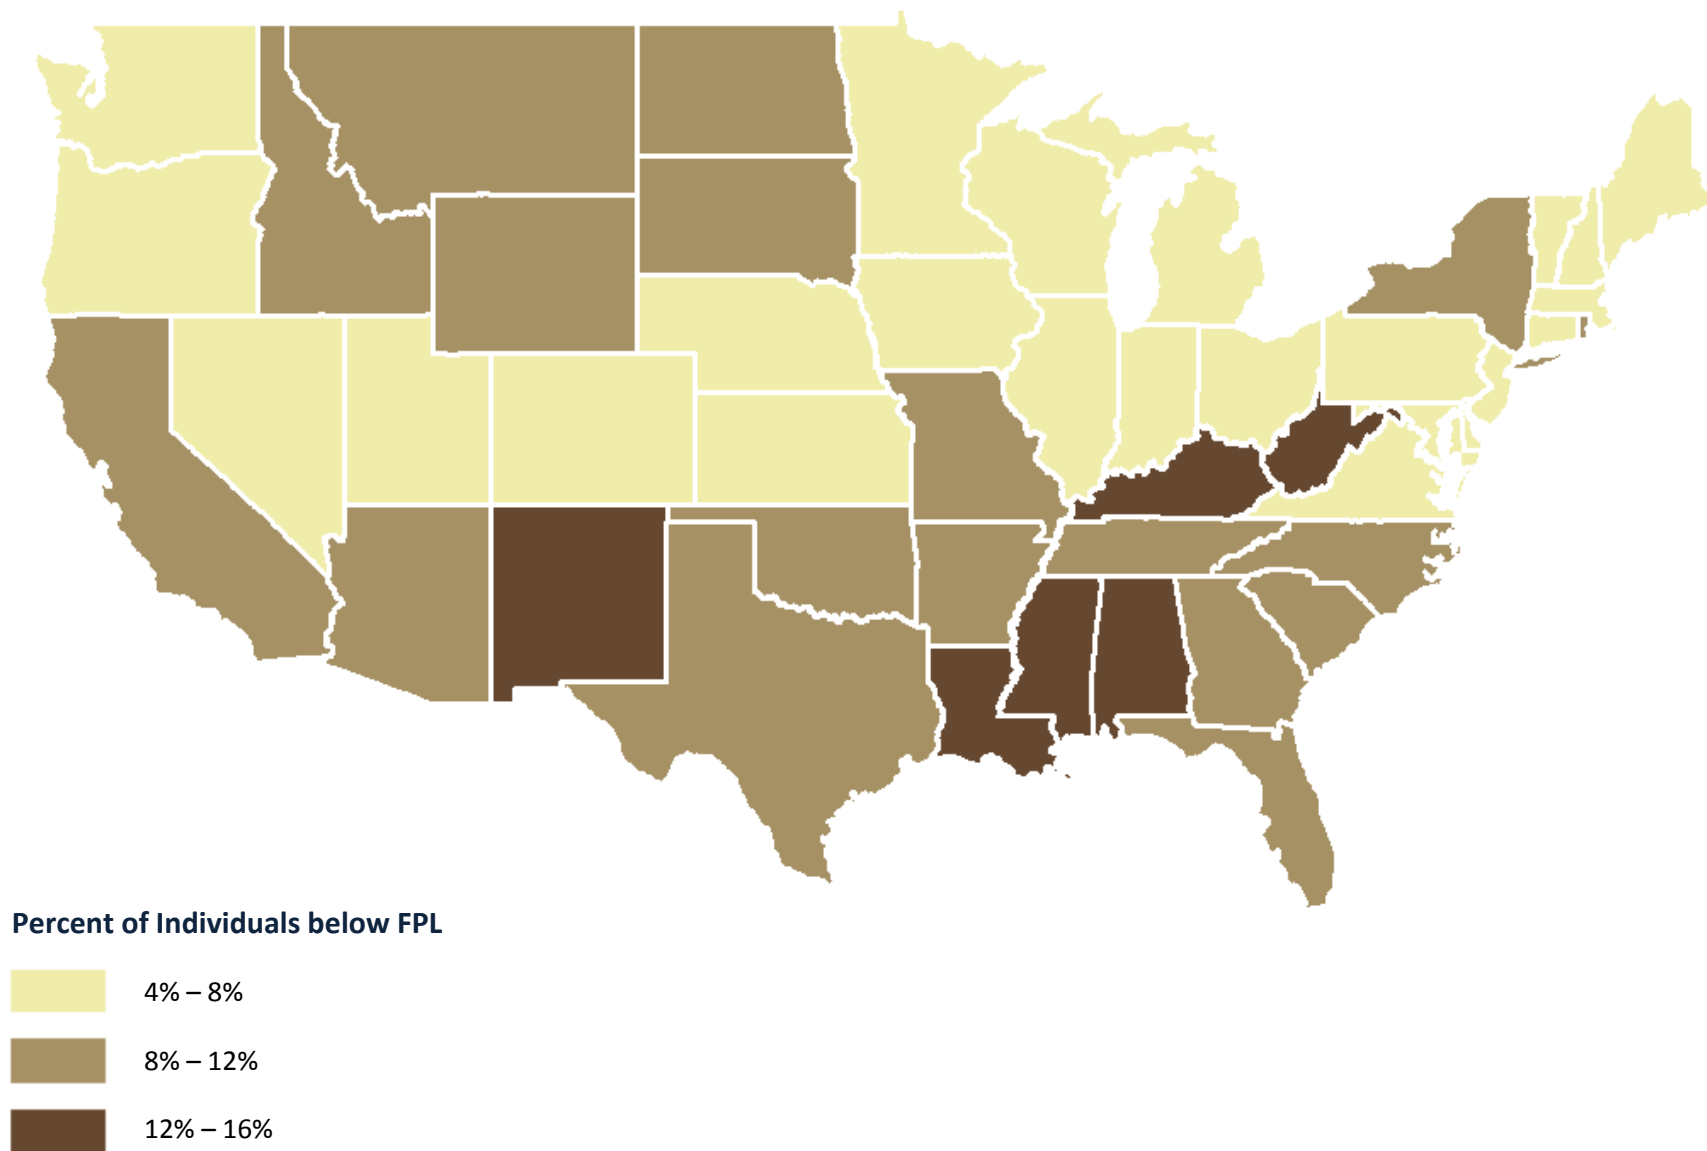 Percent of Individuals below FPL
4% – 8%
8% – 12%
12% – 16%